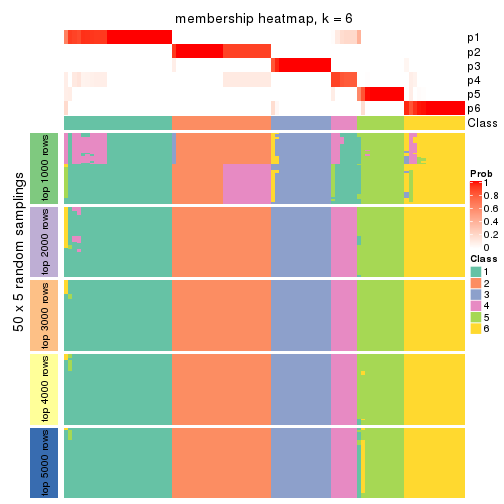 membership heatmap, k = 6
p1
p2
p3
p4
p5
p6
Class
50 x 5 random samplings
top 1000 rows
top 2000 rows
top 3000 rows
top 4000 rows
top 5000 rows
Prob
1
0.8
0.6
0.4
0.2
0
Class
1
2
3
4
5
6